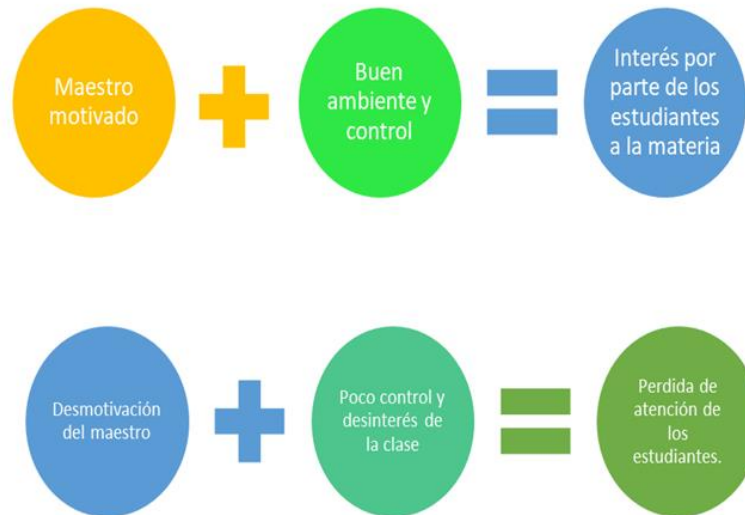 Maestro
motivado
Buen
ambiente y
control
Interés por
parte de los
estudiantes
a la materia
Desmotivación
del maestro
Poco control y
desinterés de
la clase
Perdida de
atención de
los
estudiantes.